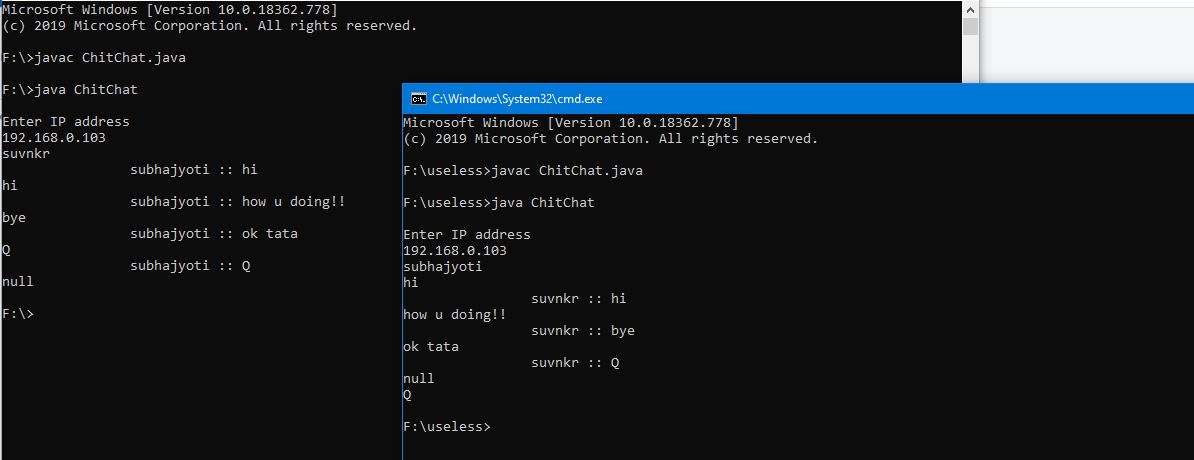 Microsoft Windows [Version 10.0.18362.778]
(c) 2019 Microsoft Corporation. All rights reserved.
F:\>javac ChitChat.java
F:\>java ChitChat
Enter IP address
192.168.0.103
suvnkr
subhajyoti :: hi
hi
subhajyoti :: how u doing!!
bye
subhajyoti :: ok tata
Q
subhajyoti :: Q
null
F:\>
C:\Windows\System32\cmd.exe
Microsoft Windows [Version 10.0.18362.778]
(c) 2019 Microsoft Corporation. All rights reserved.
F:\useless>javac ChitChat.java
F:\useless>java ChitChat
Enter IP address
192.168.0.103
subhajyoti
hi
suvnkr :: hi
how u doing!!
suvnkr :: bye
ok tata
suvnkr :: Q
null
Q
F:\useless>